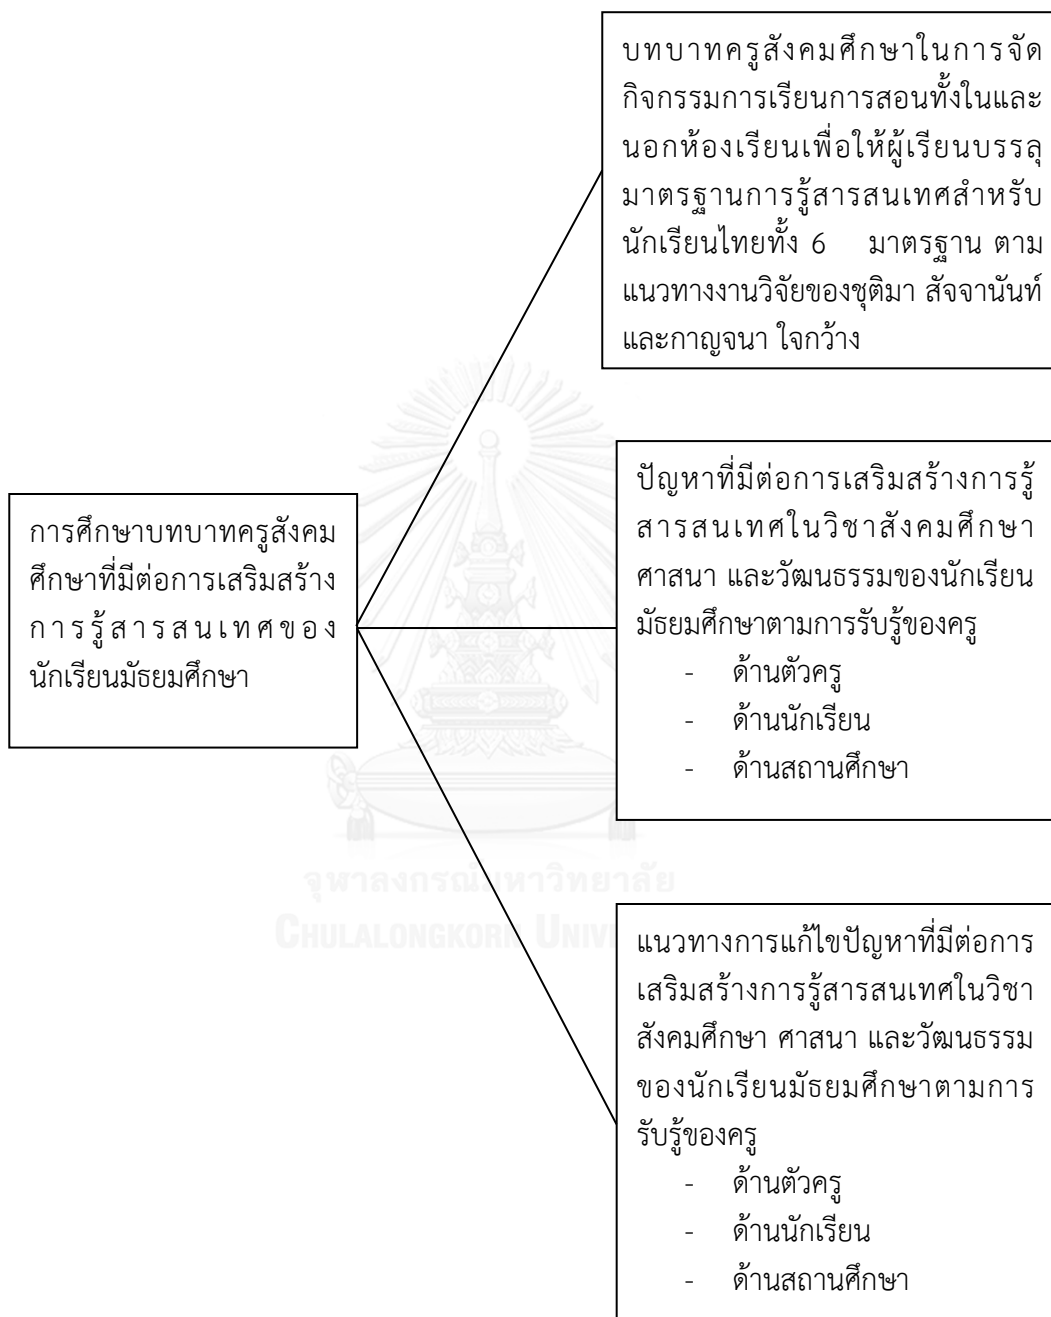 บทบาทครูสังคมศึกษาในการจัด
กิจกรรมการเรียนการสอนทั้งในและ
นอกห้องเรียนเพื่อให้ผู้เรียนบรรลุ
มาตรฐานการรู้สารสนเทศสำหรับ
นักเรียนไทยทั้ง 6 มาตรฐาน ตาม
แนวทางงานวิจัยของชุติมา สัจจานันท์
และกาญจนา ใจกว้าง
การศึกษาบทบาทครูสังคม
ศึกษาที่มีต่อการเสริมสร้าง
การรู้สารสนเทศของ
นักเรียนมัธยมศึกษา
ปัญหาที่มีต่อการเสริมสร้างการรู้
สารสนเทศในวิชาสังคมศึกษา
ศาสนา และวัฒนธรรมของนักเรียน
มัธยมศึกษาตามการรับรู้ของครู
- ด้านตัวครู
- ด้านนักเรียน
- ด้านสถานศึกษา
จุฬาลงกรณ์มหาวิทยาลัย
CHULALONGKORN UNIV
แนวทางการแก้ไขปัญหาที่มีต่อการ
เสริมสร้างการรู้สารสนเทศในวิชา
สังคมศึกษา ศาสนา และวัฒนธรรม
ของนักเรียนมัธยมศึกษาตามการ
รับรู้ของครู
- ด้านตัวครู
- ด้านนักเรียน
- ด้านสถานศึกษา